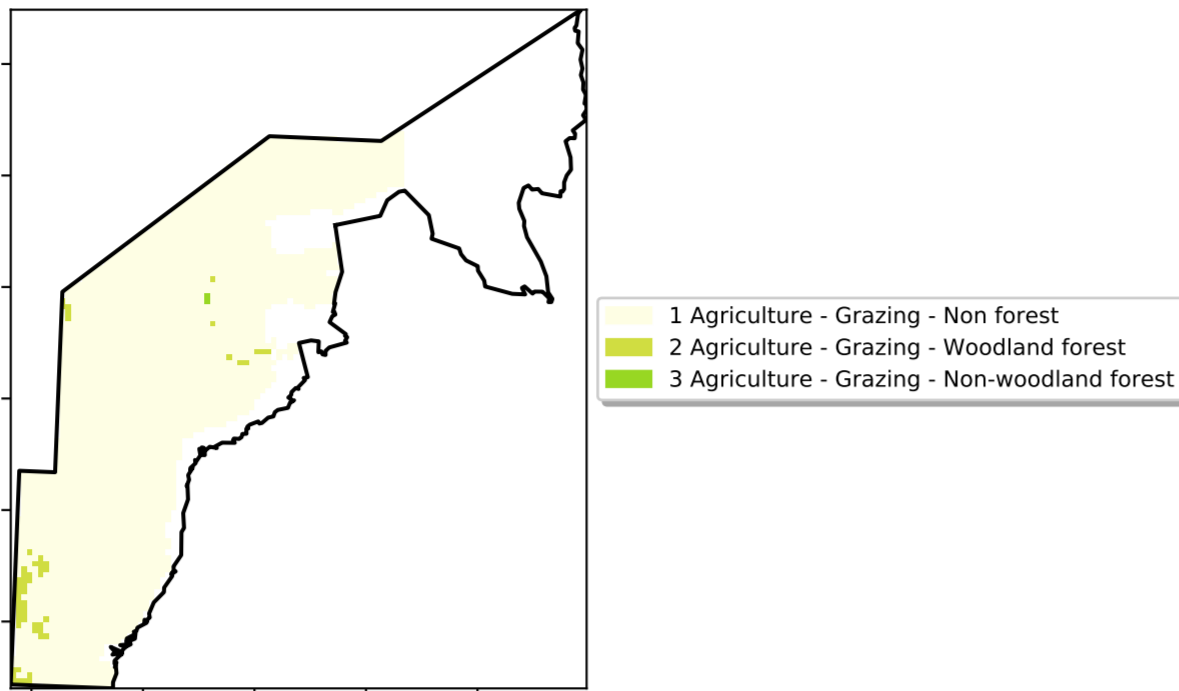 1 Agriculture - Grazing - Non forest
2 Agriculture - Grazing - Woodland forest
3 Agriculture - Grazing - Non-woodland forest